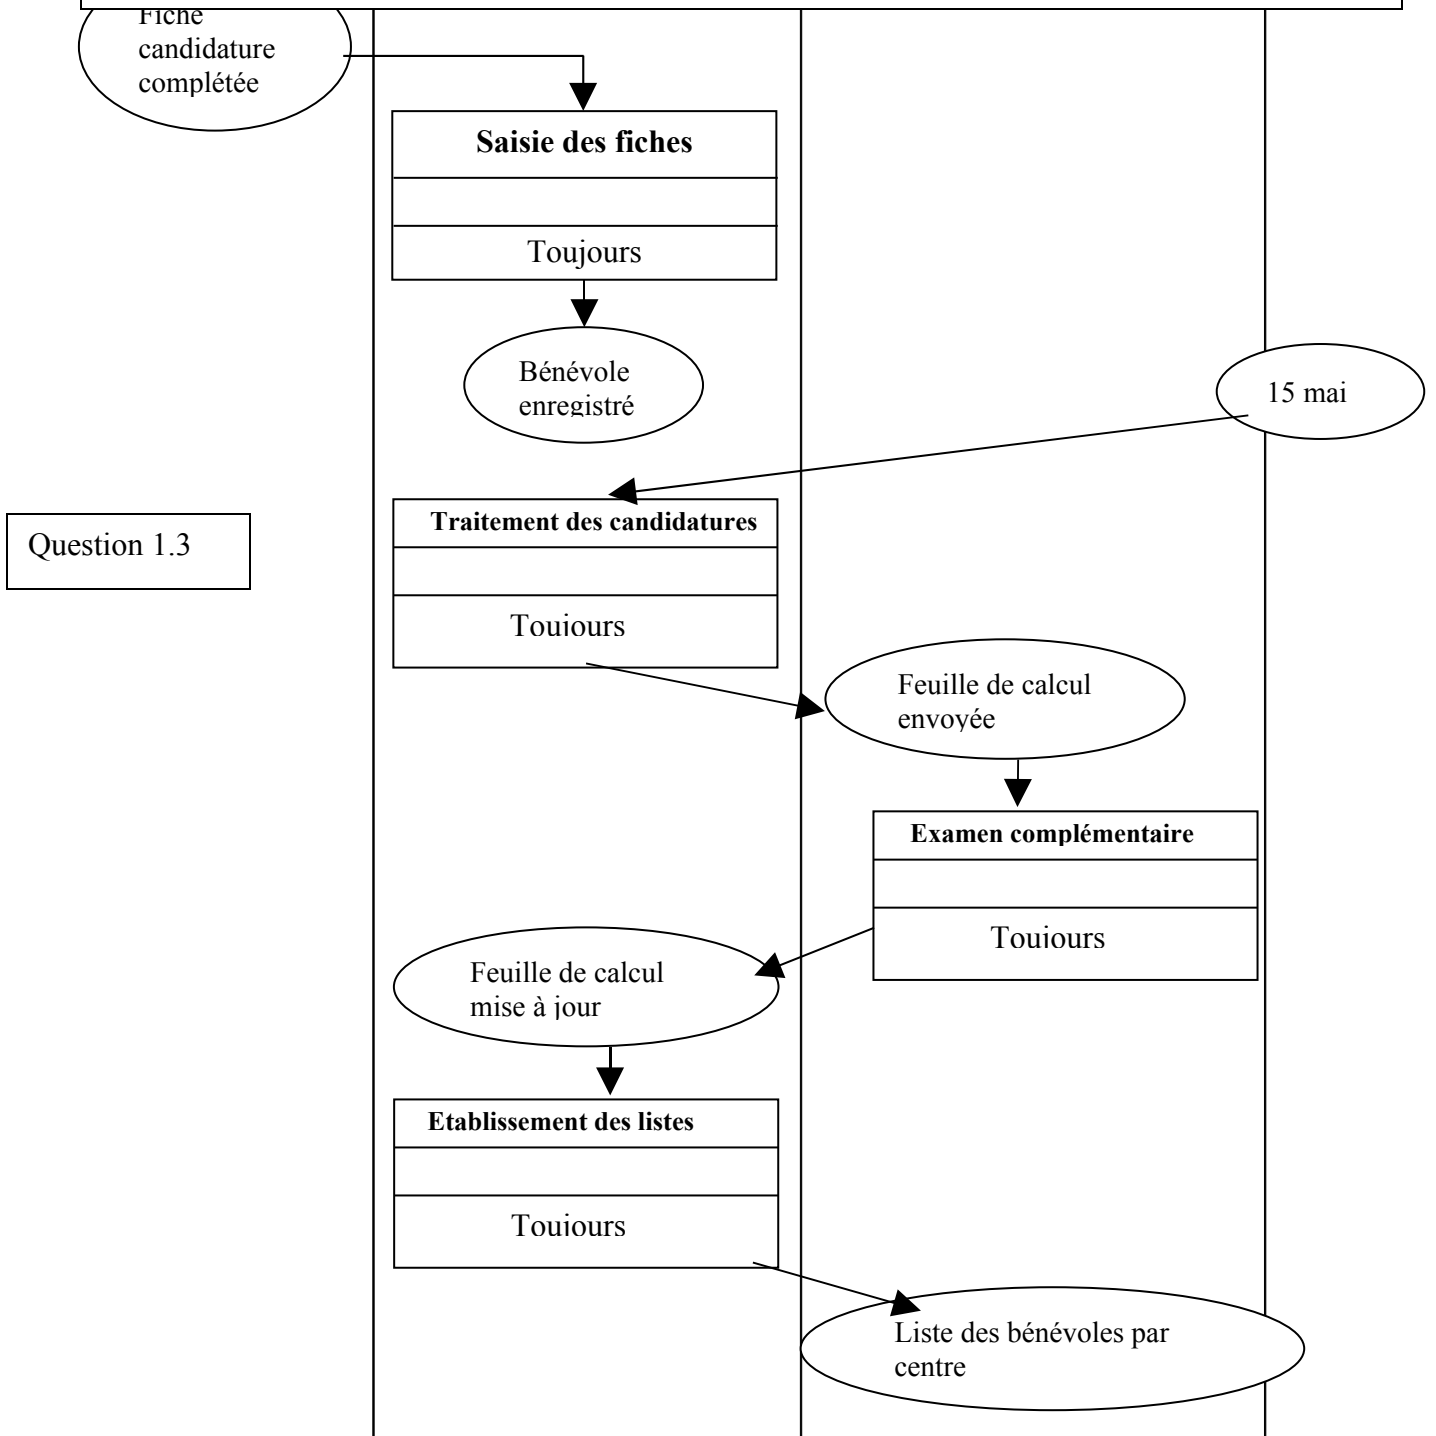 Fiche
candidature
complétée
Saisie des fiches
Toujours
Bénévole
enregistré
15 mai
Traitement des candidatures
Question 1.3
Toujours
Feuille de calcul
envoyée
Examen complémentaire
Toujours
Feuille de calcul
mise à jour
Etablissement des listes
Toujours
Liste des bénévoles par
centre